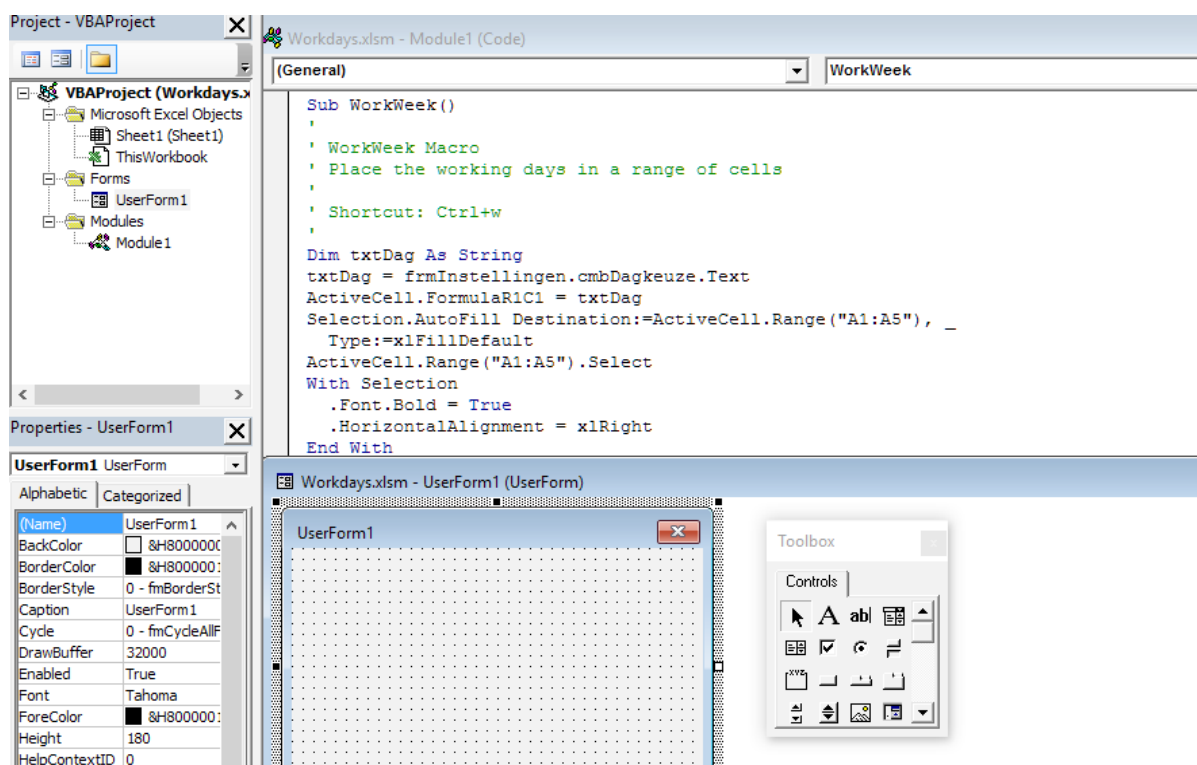 Project - VBAProject
VBAProject (Workdays.x
Microsoft Excel Objects
Sheet1 (Sheet1)
ThisWorkbook
Forms
UserForm1
Modules
Module1
Properties - UserForm1
UserForm1 UserForm
Alphabetic Categorized
(Name) UserForm1
BackColor &H8000000
BorderColor &H8000001
BorderStyle 0 - fmBorderSt
Caption UserForm1
Cycle 0 - fmCycleAllF
DrawBuffer 32000
Enabled True
Font Tahoma
ForeColor &H8000001
Height 180
HelpContextID 0
Workdays.xlsm - Module1 (Code)
(General) WorkWeek
Sub WorkWeek()
'
' WorkWeek Macro
' Place the working days in a range of cells
'
' Shortcut: Ctrl+w
'
Dim txtDag As String
txtDag = frmInstellingen.cmbDagkeuze.Text
ActiveCell.FormulaR1C1 = txtDag
Selection.AutoFill Destination:=ActiveCell.Range("A1:A5"), _
Type:=xlFillDefault
ActiveCell.Range("A1:A5").Select
With Selection
.Font.Bold = True
.HorizontalAlignment = xlRight
End With
Workdays.xlsm - UserForm1 (UserForm)
UserForm1
Toolbox
Controls
A ab|
xyz